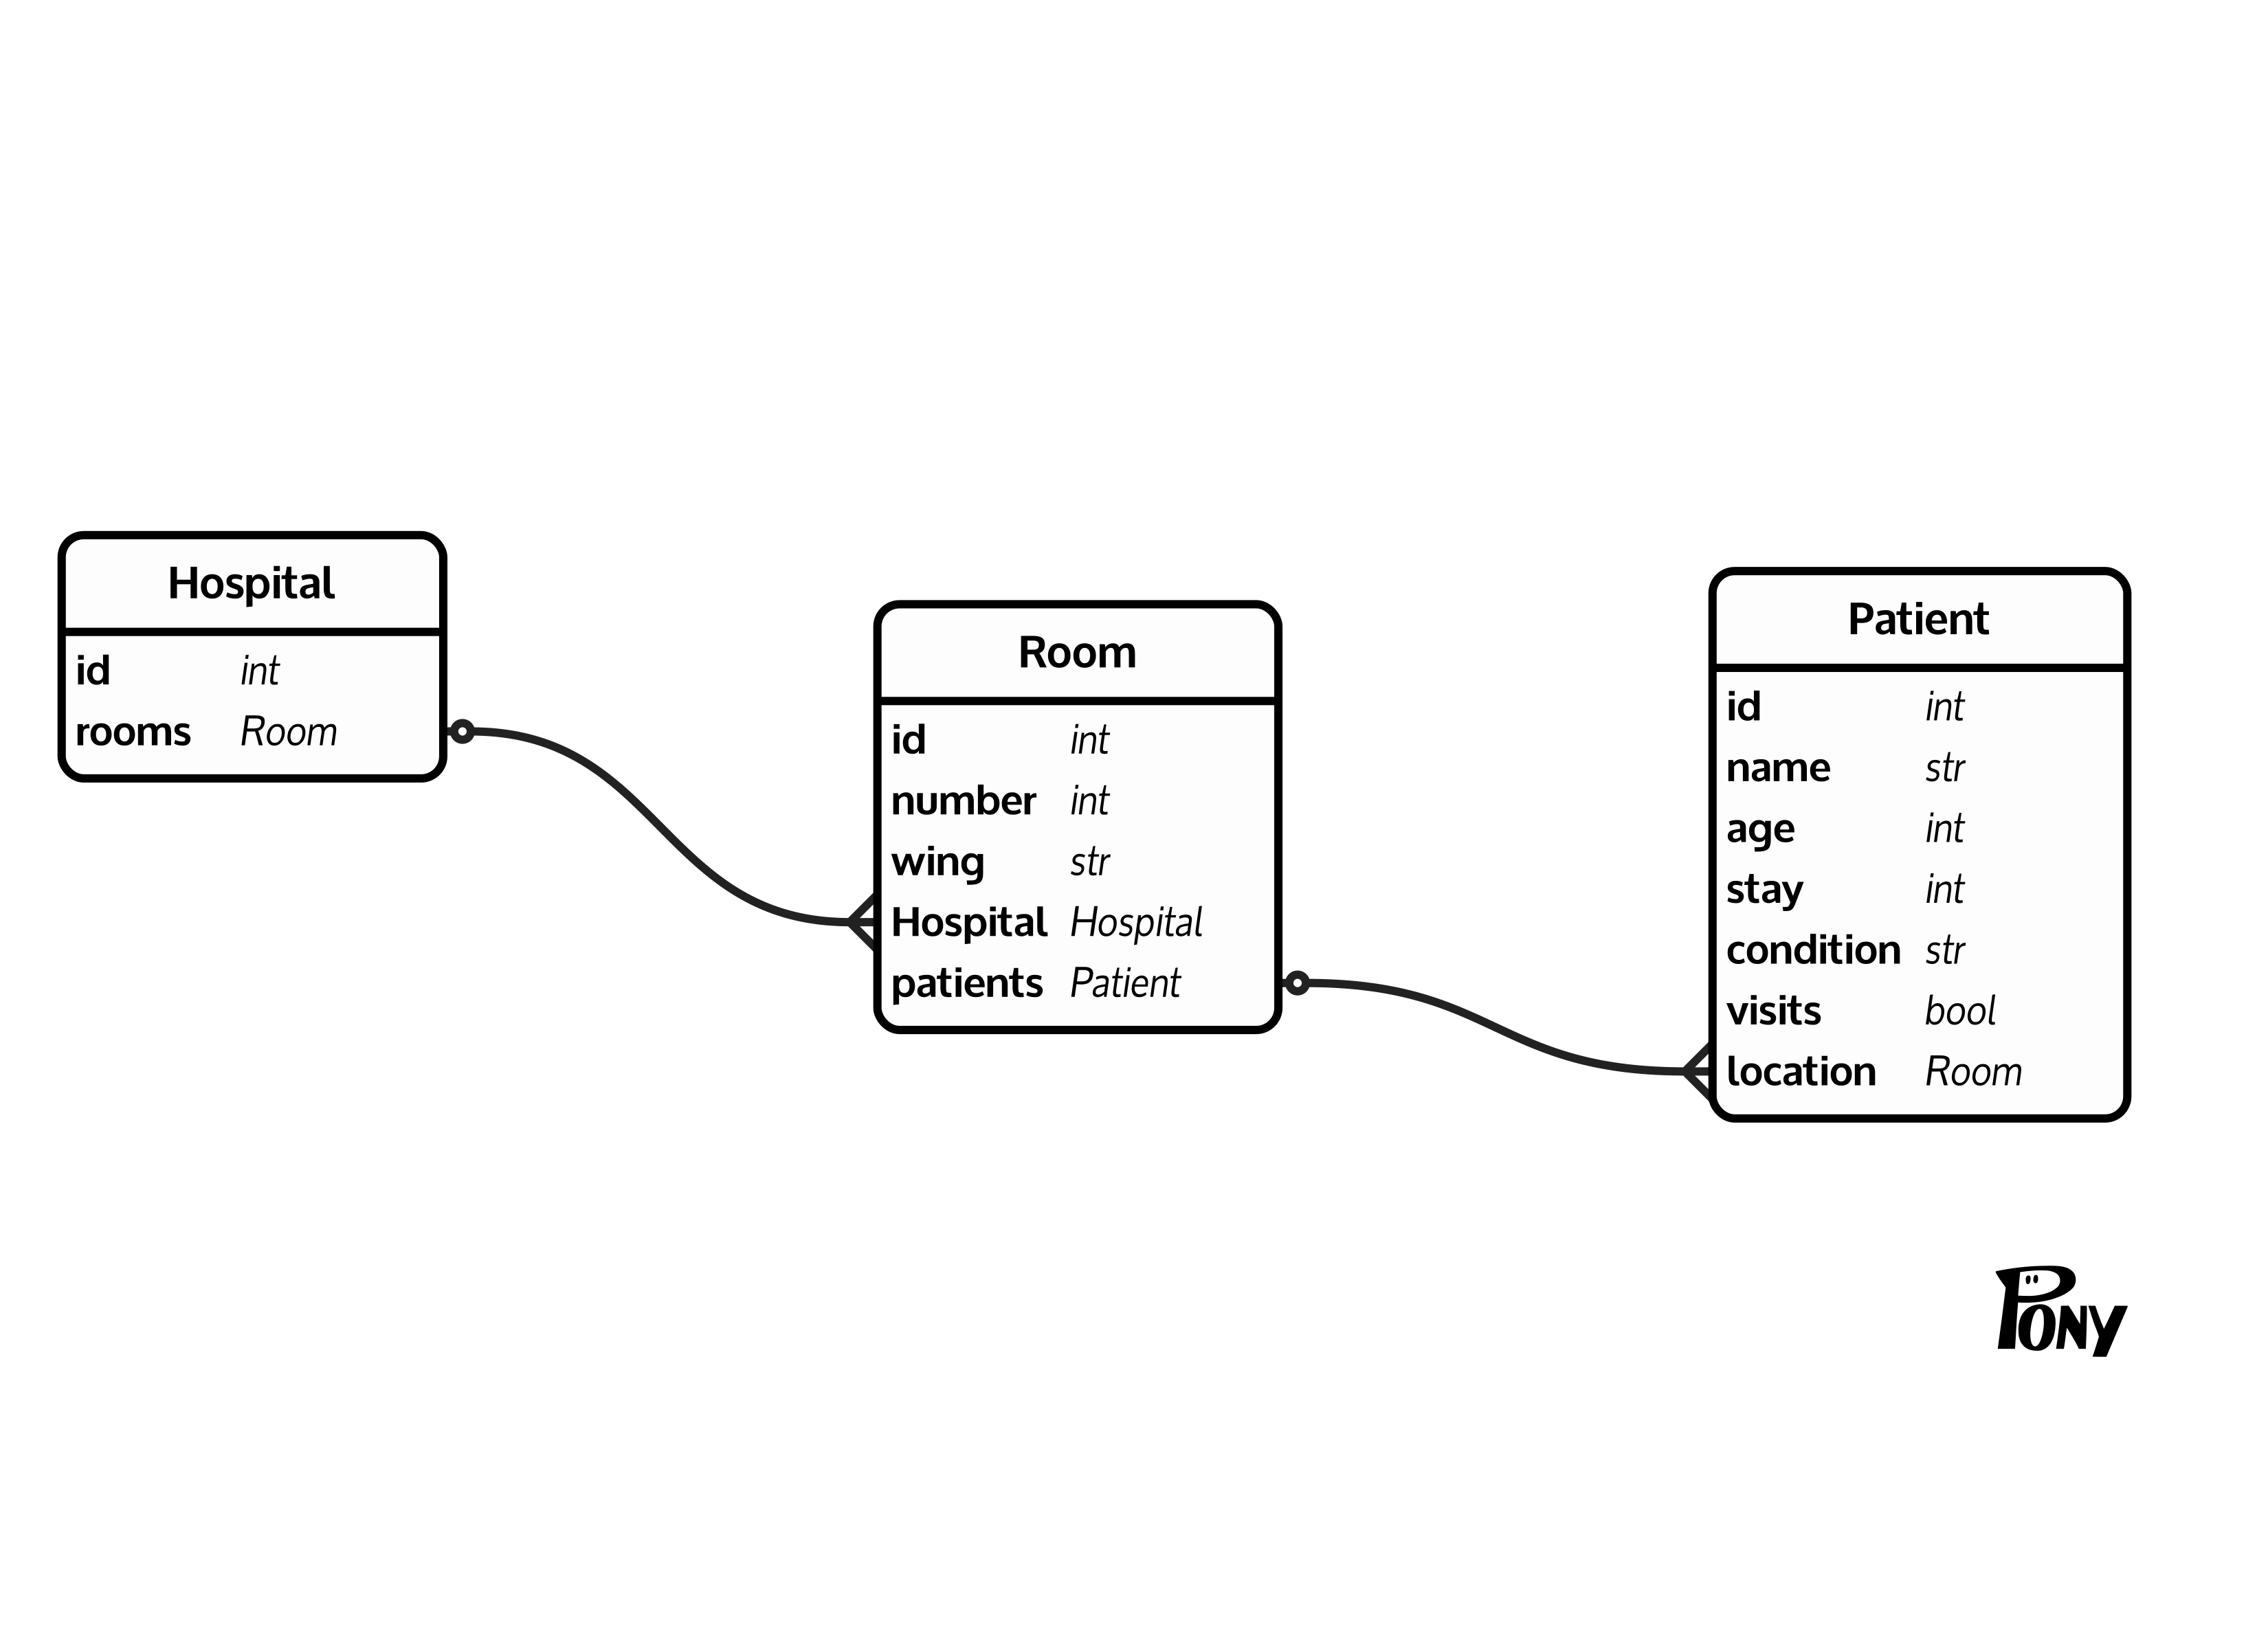 Hospital
id int
rooms Room
Room
id int
number int
wing str
Hospital Hospital
patients Patient
Patient
id int
name str
age int
stay int
condition str
visits bool
location Room
PONY